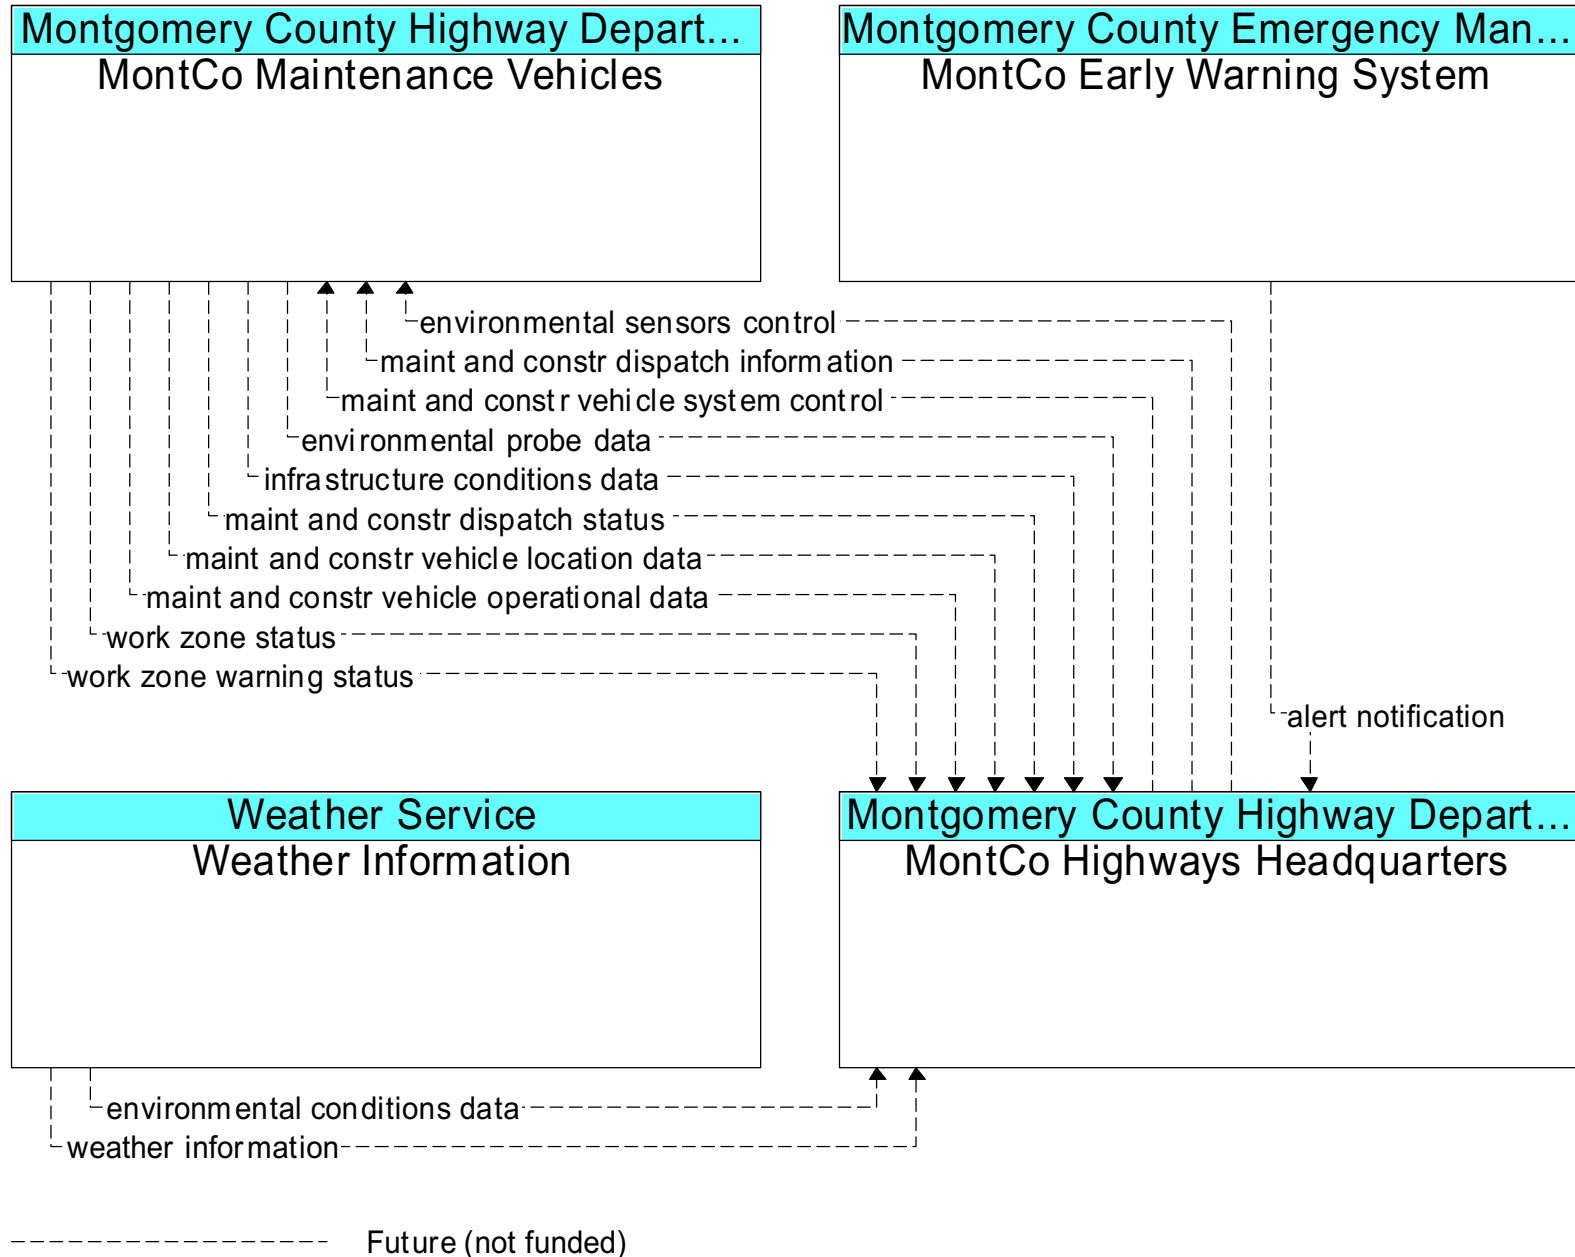 Montgomery County Highway Depart...
MontCo Maintenance Vehicles
Montgomery County Emergency Man...
MontCo Early Warning System
environmental sensors control
maint and constr dispatch information
maint and constr vehicle system control
environmental probe data
infrastructure conditions data
maint and constr dispatch status
maint and constr vehicle location data
maint and constr vehicle operational data
work zone status
work zone warning status
alert notification
Weather Service
Weather Information
Montgomery County Highway Depart...
MontCo Highways Headquarters
environmental conditions data
weather information
Future (not funded)